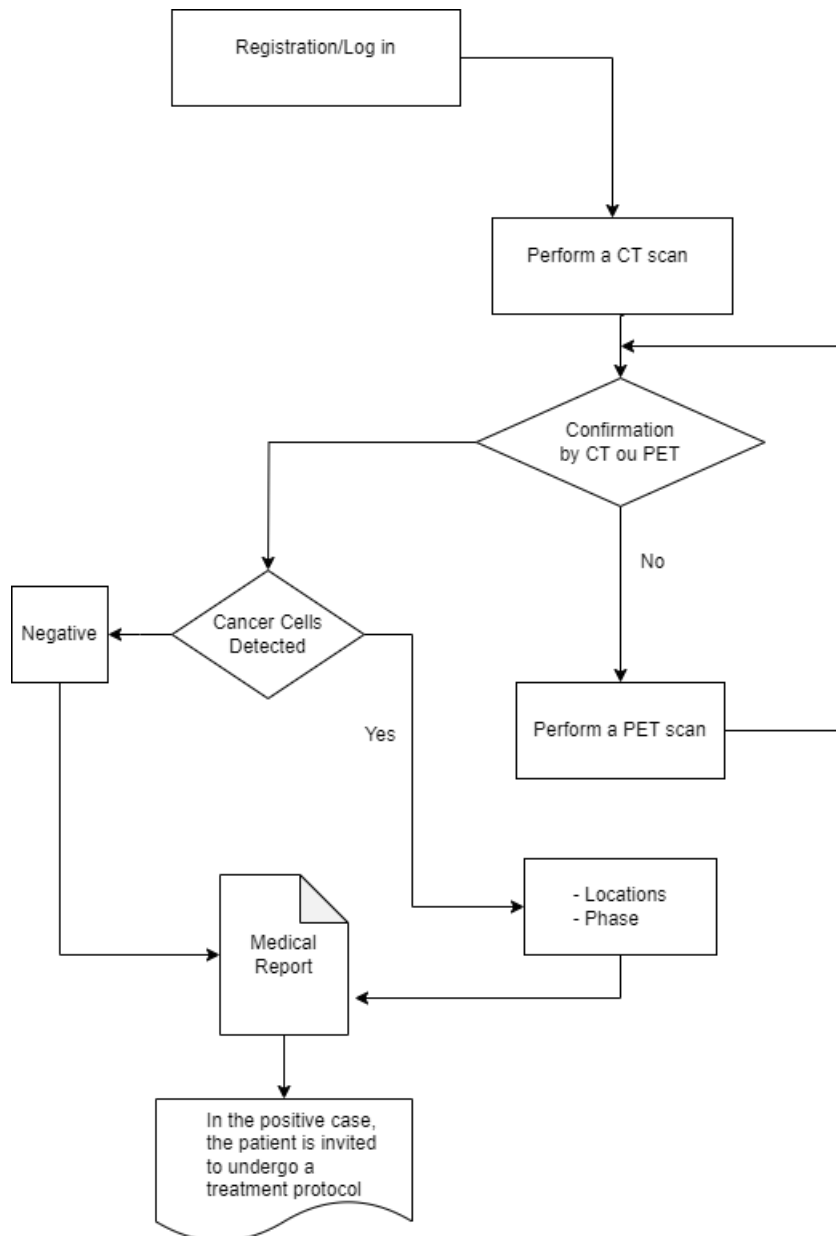 Registration/Log in
Perform a CT scan
Confirmation
by CT ou PET
No
Cancer Cells
Detected
Negative
Yes
Perform a PET scan
- Locations
- Phase
Medical
Report
In the positive case,
the patient is invited
to undergo a
treatment protocol